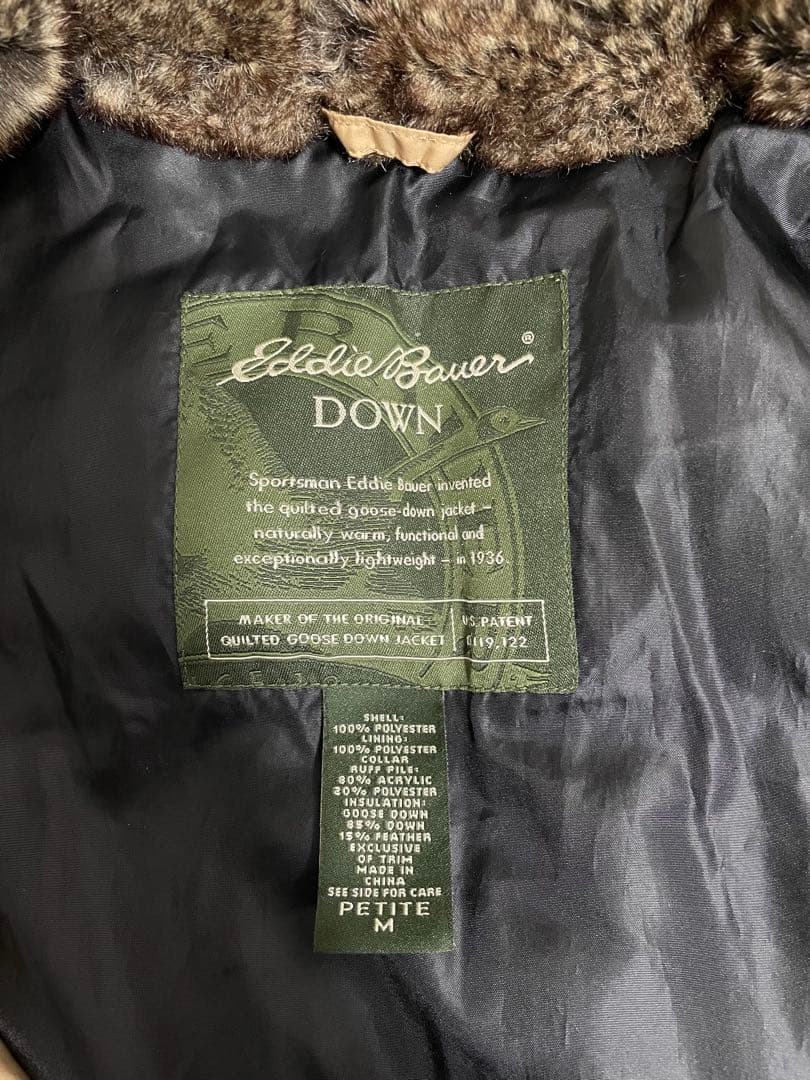 Eddie Bauer®
DOWN
Sportsman Eddie Bauer invented
the quilted goose-down jacket –
naturally warm, functional and
exceptionally lightweight – in 1936.
MAKER OF THE ORIGINAL
QUILTED GOOSE DOWN JACKET
U.S. PATENT
119,122
SHELL:
100% POLYESTER
LINING:
100% POLYESTER
COLLAR
RUFF PILE:
80% ACRYLIC
20% POLYESTER
INSULATION:
GOOSE DOWN
85% DOWN
15% FEATHER
EXCLUSIVE
OF TRIM
MADE IN
CHINA
SEE SIDE FOR CARE
PETITE
M